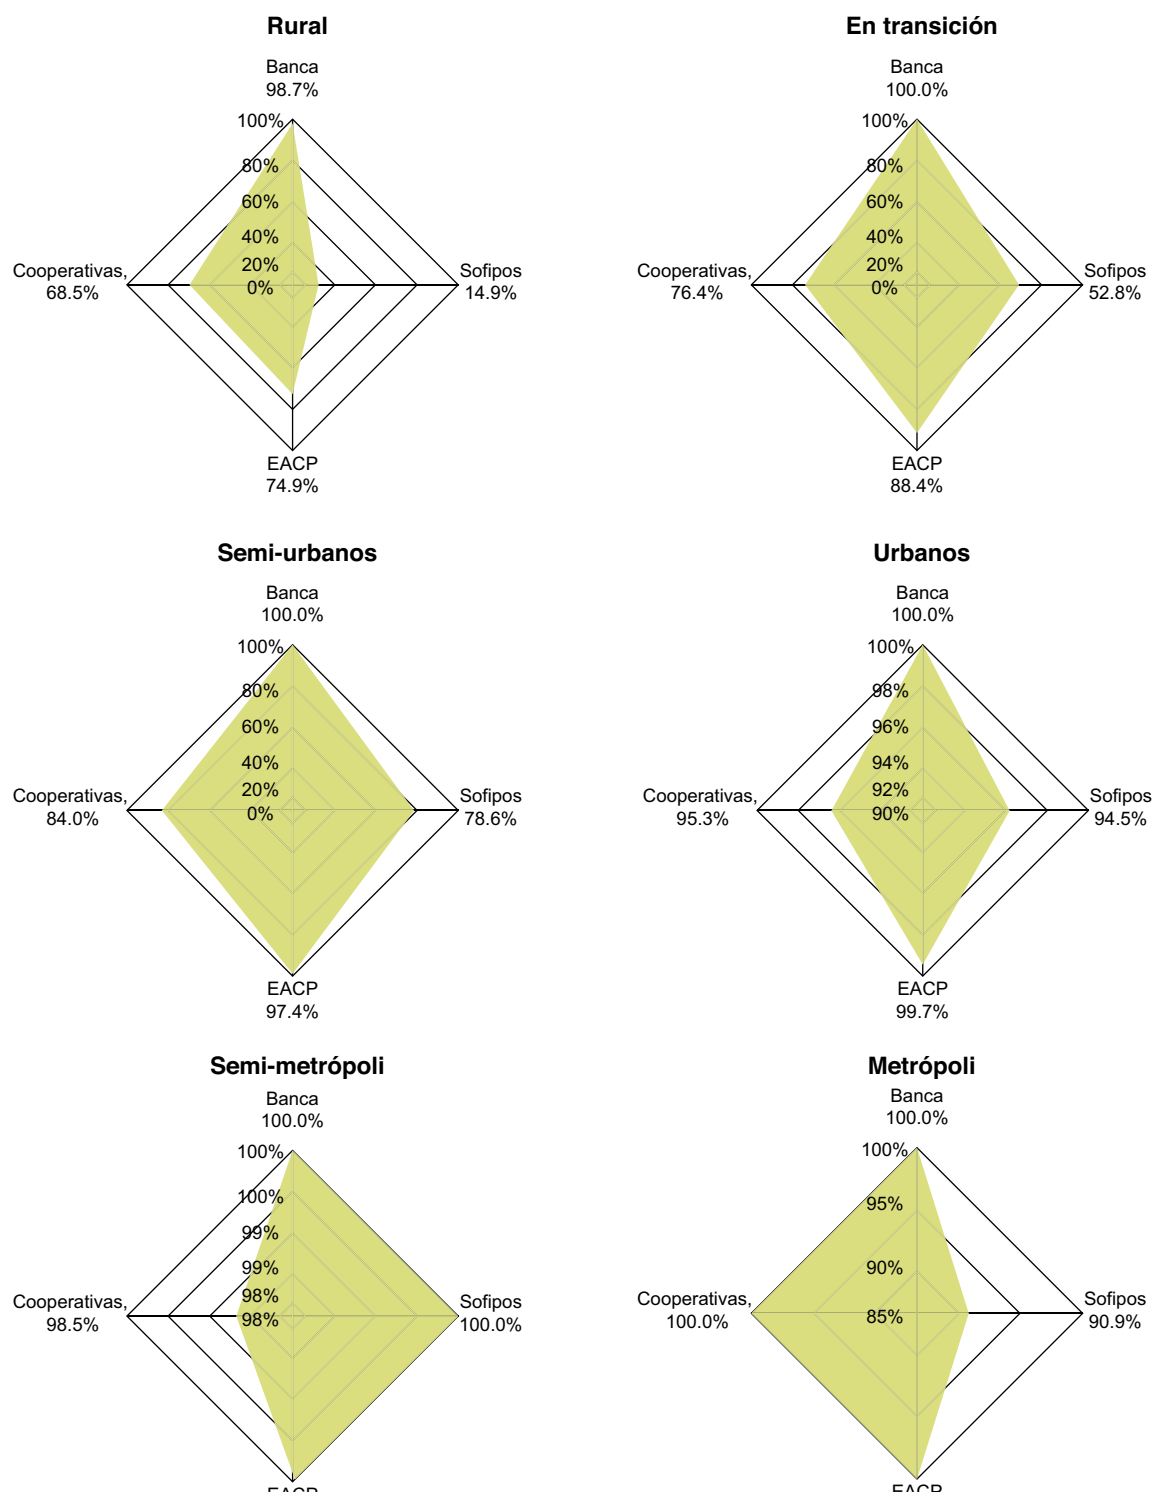 Rural
Banca
98.7%
100%
80%
60%
40%
20%
0%
Cooperativas,
68.5%
Sofipos
14.9%
EACP
74.9%
En transición
Banca
100.0%
100%
80%
60%
40%
20%
0%
Cooperativas,
76.4%
Sofipos
52.8%
EACP
88.4%
Semi-urbanos
Banca
100.0%
100%
80%
60%
40%
20%
0%
Cooperativas,
84.0%
Sofipos
78.6%
EACP
97.4%
Urbanos
Banca
100.0%
100%
98%
96%
94%
92%
90%
Cooperativas,
95.3%
Sofipos
94.5%
EACP
99.7%
Semi-metrópoli
Banca
100.0%
100%
100%
99%
99%
98%
98%
Cooperativas,
98.5%
Sofipos
100.0%
EACP
Metrópoli
Banca
100.0%
100%
95%
90%
85%
Cooperativas,
100.0%
Sofipos
90.9%
EACP